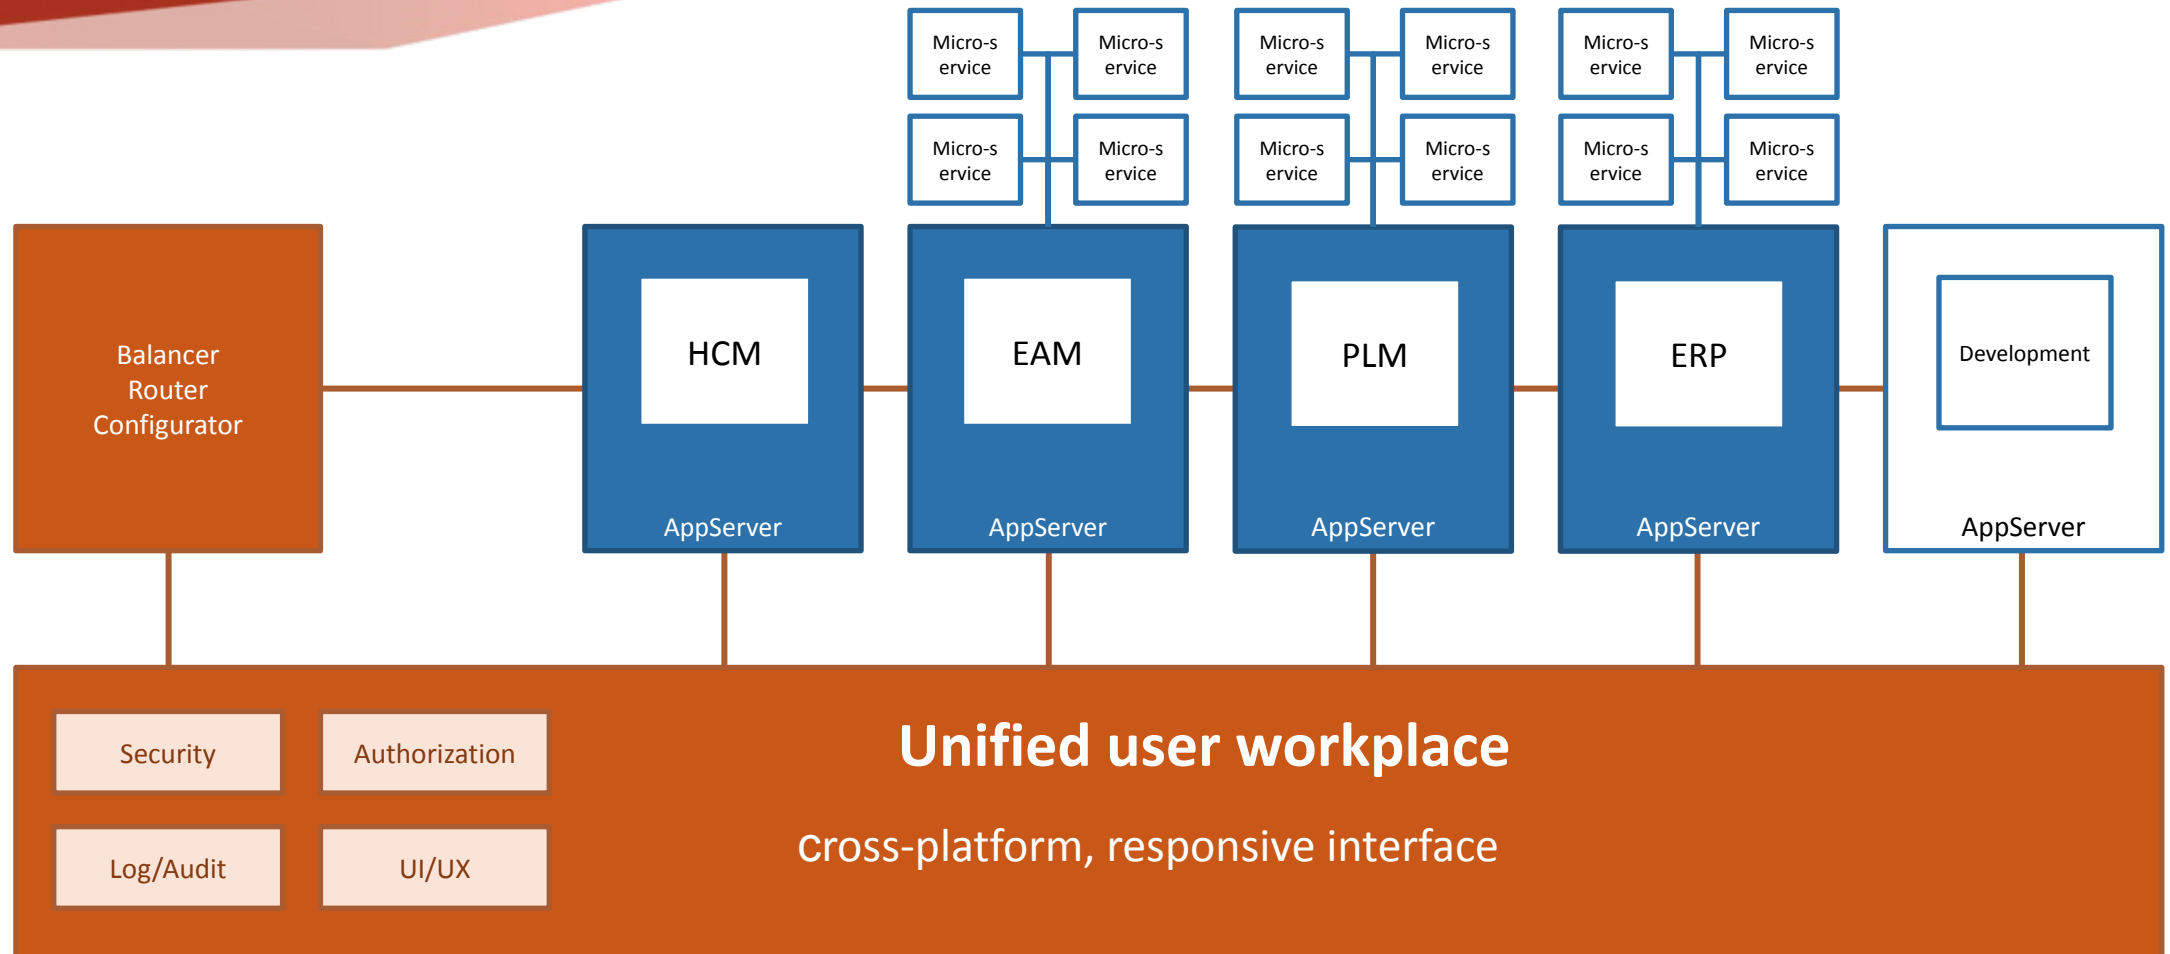 Micro-s
ervice
Micro-s
ervice
Micro-s
ervice
Micro-s
ervice
Micro-s
ervice
Micro-s
ervice
Micro-s
ervice
Micro-s
ervice
Micro-s
ervice
Micro-s
ervice
Micro-s
ervice
Micro-s
ervice
Balancer
Router
Configurator
HCM
AppServer
EAM
AppServer
PLM
AppServer
ERP
AppServer
Development
AppServer
Security
Authorization
Log/Audit
UI/UX
Unified user workplace
cross-platform, responsive interface